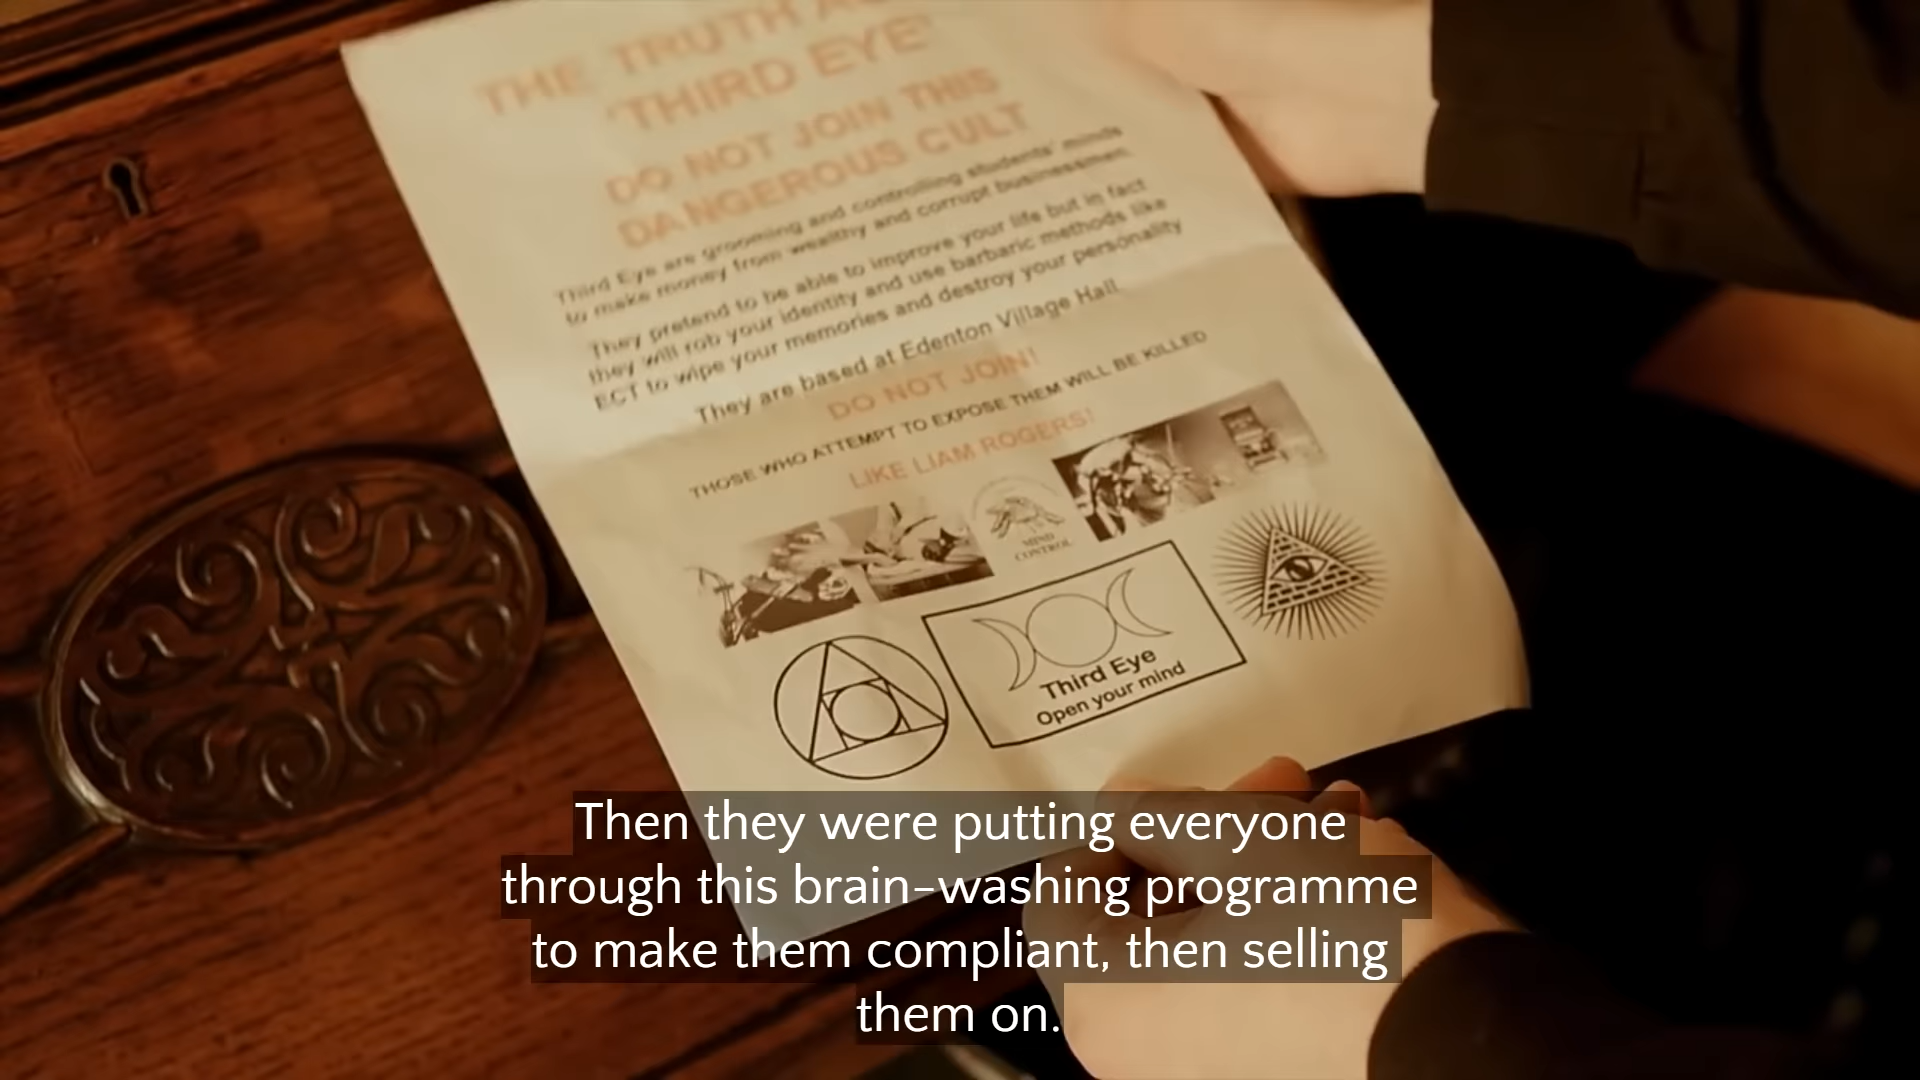 THE TRUTH
'THIRD EYE'
DO NOT JOIN THIS
DANGEROUS CULT
Third Eye are grooming and controlling students' minds
to make money from wealthy and corrupt businessmen.
They pretend to be able to improve your life but in fact
they will rob your identity and use barbaric methods like
ECT to wipe your memories and destroy your personality
They are based at Edenton Village Hall
DO NOT JOIN!
THOSE WHO ATTEMPT TO EXPOSE THEM WILL BE KILLED
LIKE LIAM ROGERS!
MIND
CONTROL
Third Eye
Open your mind
Then they were putting everyone
through this brain-washing programme
to make them compliant, then selling
them on.